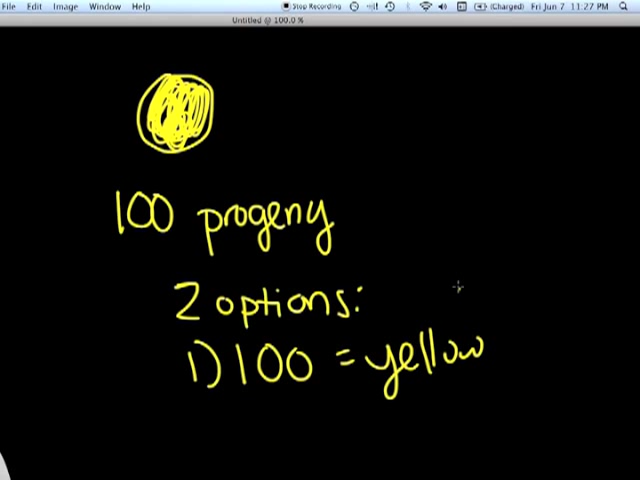 File Edit Image Window Help Stop Recording (Charged) Fri Jun 7 11:27 PM
Untitled @ 100.0 %
100 progeny
2 options:
1) 100 = yellow